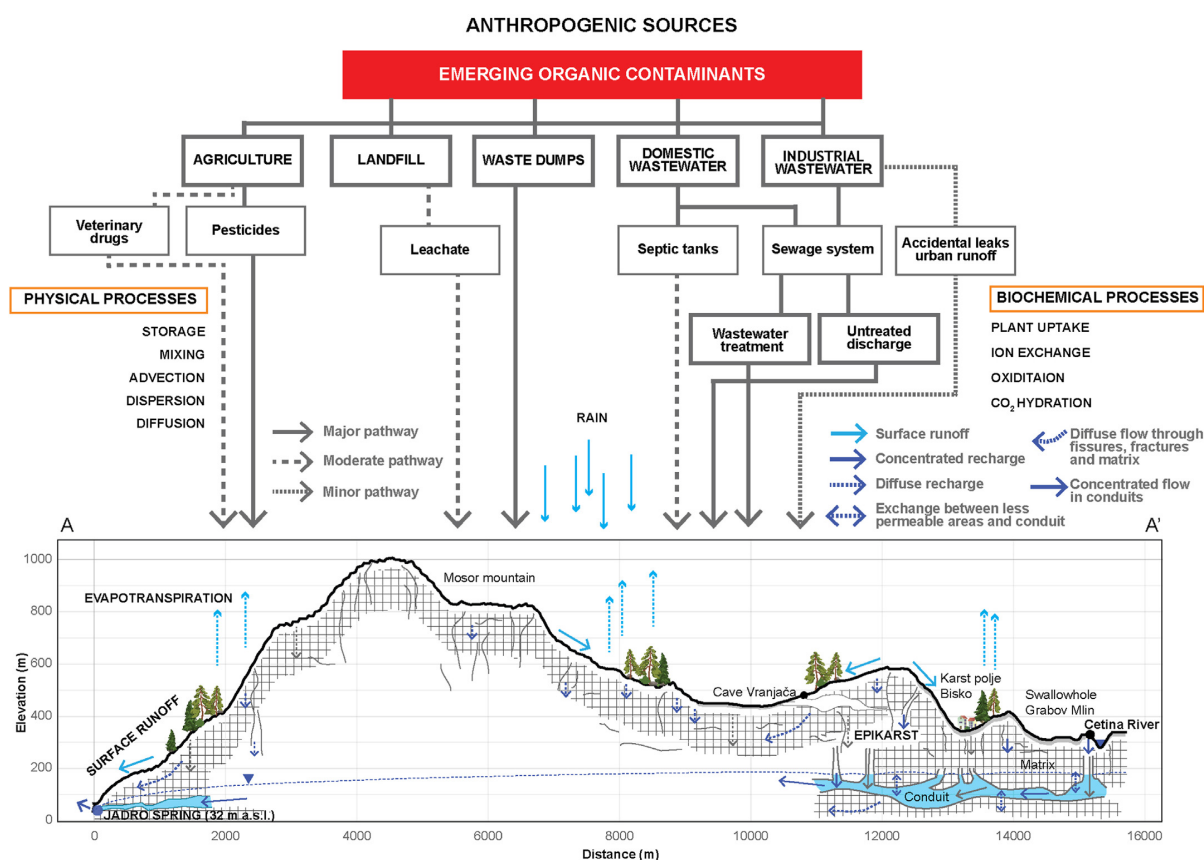 ANTHROPOGENIC SOURCES
EMERGING ORGANIC CONTAMINANTS
AGRICULTURE
LANDFILL
WASTE DUMPS
DOMESTIC
WASTEWATER
INDUSTRIAL
WASTEWATER
Veterinary
drugs
Pesticides
Leachate
Septic tanks
Sewage system
Accidental leaks
urban runoff
PHYSICAL PROCESSES
STORAGE
MIXING
ADVECTION
DISPERSION
DIFFUSION
Wastewater
treatment
Untreated
discharge
BIOCHEMICAL PROCESSES
PLANT UPTAKE
ION EXCHANGE
OXIDITAION
CO₂ HYDRATION
Major pathway
Moderate pathway
Minor pathway
RAIN
Surface runoff
Concentrated recharge
Diffuse recharge
Exchange between less
permeable areas and conduit
Diffuse flow through
fissures, fractures
and matrix
Concentrated flow
in conduits
A
A'
Elevation (m)
1000
800
600
400
200
0
EVAPOTRANSPIRATION
Mosor mountain
SURFACE RUNOFF
Cave Vranjača
EPIKARST
Karst polje
Bisko
Swallowhole
Grabov Mlin
Cetina River
Matrix
Conduit
JADRO SPRING (32 m a.s.l.)
0
2000
4000
6000
8000
10000
12000
14000
16000
Distance (m)